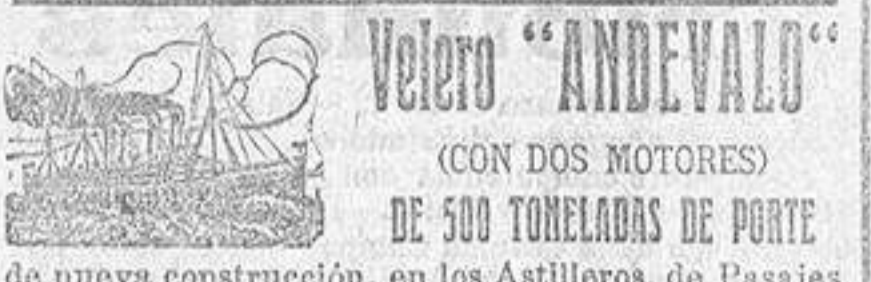 Velero “ANDEVALO“
(CON DOS MOTORES)
DE 500 TONELADAS DE PORTE
de nueva construcción, en los Astilleros de Pasajes